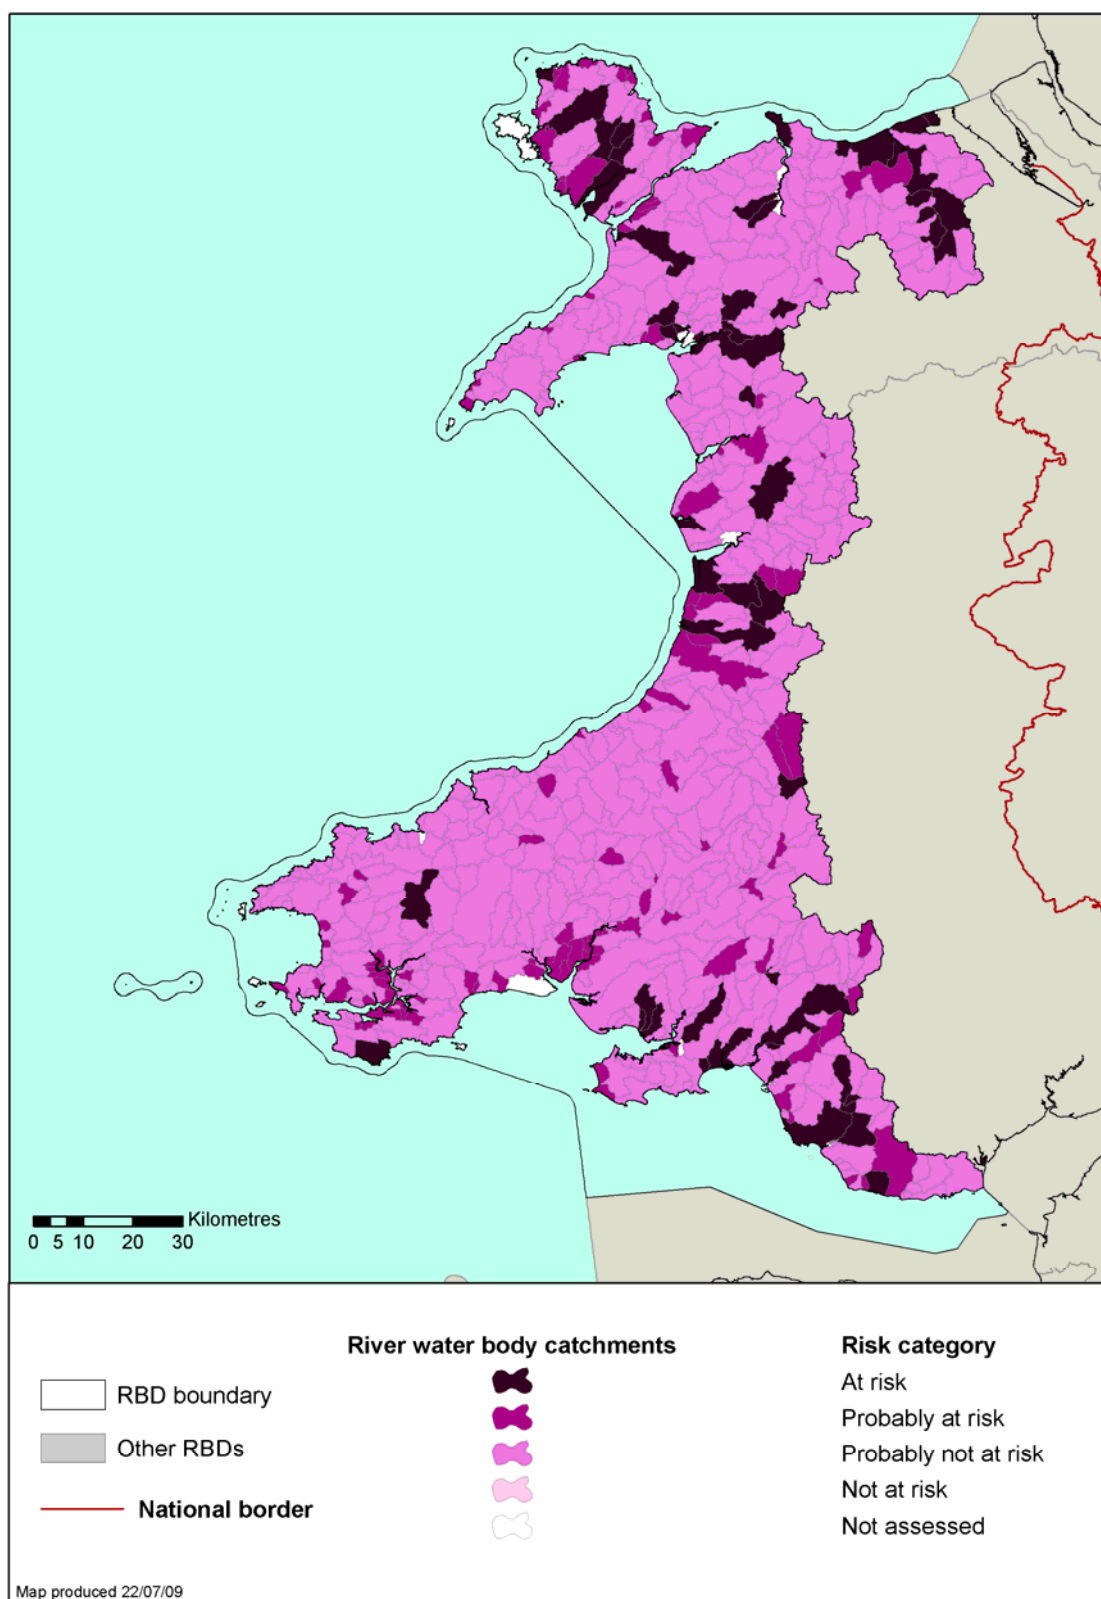 Kilometres
0 5 10 20 30
River water body catchments
Risk category
RBD boundary
Other RBDs
National border
At risk
Probably at risk
Probably not at risk
Not at risk
Not assessed
Map produced 22/07/09